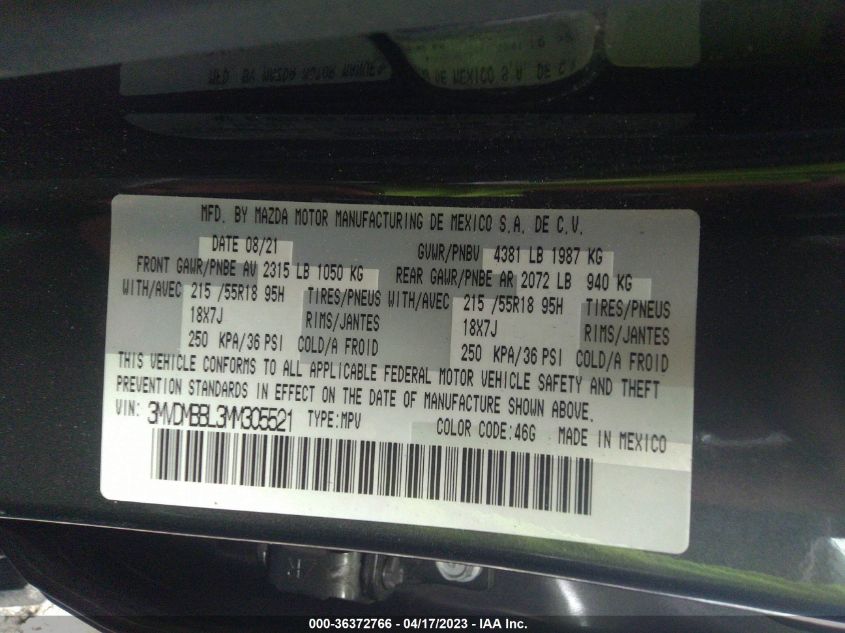 MFD. BY MAZDA MOTOR MANUFACTURING DE MEXICO S.A. DE C.V.
DATE 08/21 GVWR/PNBV 4381 LB 1987 KG
FRONT GAWR/PNBE AV 2315 LB 1050 KG REAR GAWR/PNBE AR 2072 LB 940 KG
WITH/AVEC 215 /55R18 95H TIRES/PNEUS WITH/AVEC 215 /55R18 95H TIRES/PNEUS
18X7J RIMS/JANTES 18X7J RIMS/JANTES
250 KPA/36 PSI COLD/A FROID 250 KPA/36 PSI COLD/A FROID
THIS VEHICLE CONFORMS TO ALL APPLICABLE FEDERAL MOTOR VEHICLE SAFETY AND THEFT
PREVENTION STANDARDS IN EFFECT ON THE DATE OF MANUFACTURE SHOWN ABOVE.
VIN: 3MVDMBBL3MM305521 TYPE:MPV COLOR CODE:46G MADE IN MEXICO
000-36372766 - 04/17/2023 - IAA Inc.